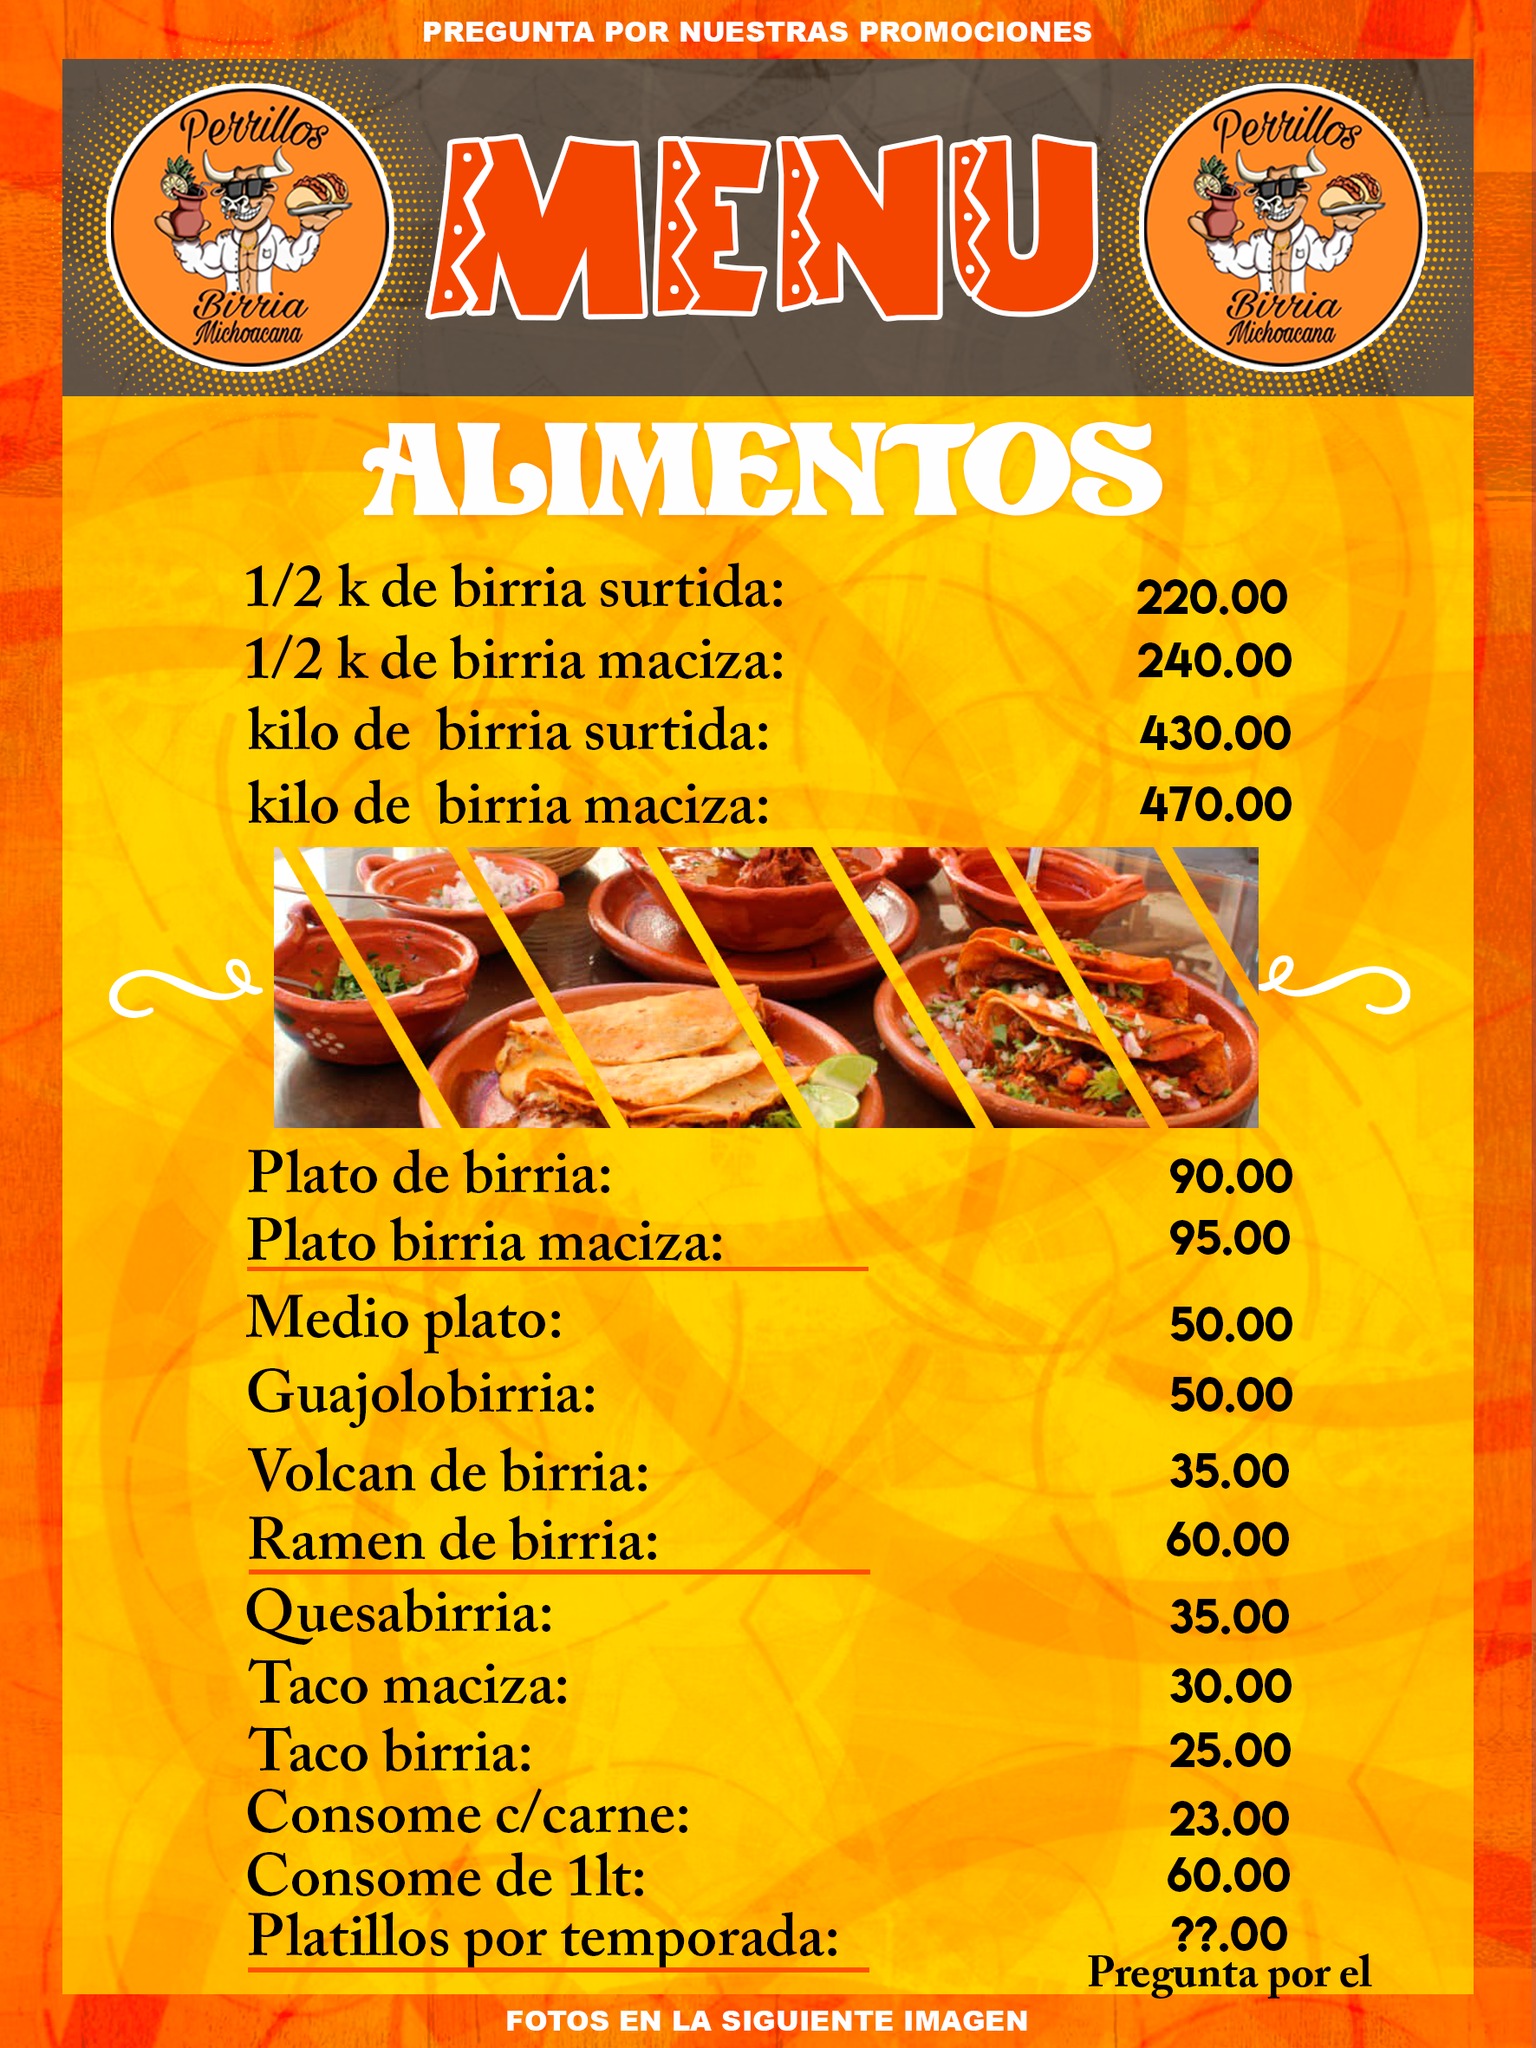 PREGUNTA POR NUESTRAS PROMOCIONES
Perrillos
Birria
Michoacana
MENU
Perrillos
Birria
Michoacana
ALIMENTOS
1/2 k de birria surtida: 220.00
1/2 k de birria maciza: 240.00
kilo de birria surtida: 430.00
kilo de birria maciza: 470.00
Plato de birria: 90.00
Plato birria maciza: 95.00
Medio plato: 50.00
Guajolobirria: 50.00
Volcan de birria: 35.00
Ramen de birria: 60.00
Quesabirria: 35.00
Taco maciza: 30.00
Taco birria: 25.00
Consome c/carne: 23.00
Consome de 1lt: 60.00
Platillos por temporada: ??.00
Pregunta por el
FOTOS EN LA SIGUIENTE IMAGEN